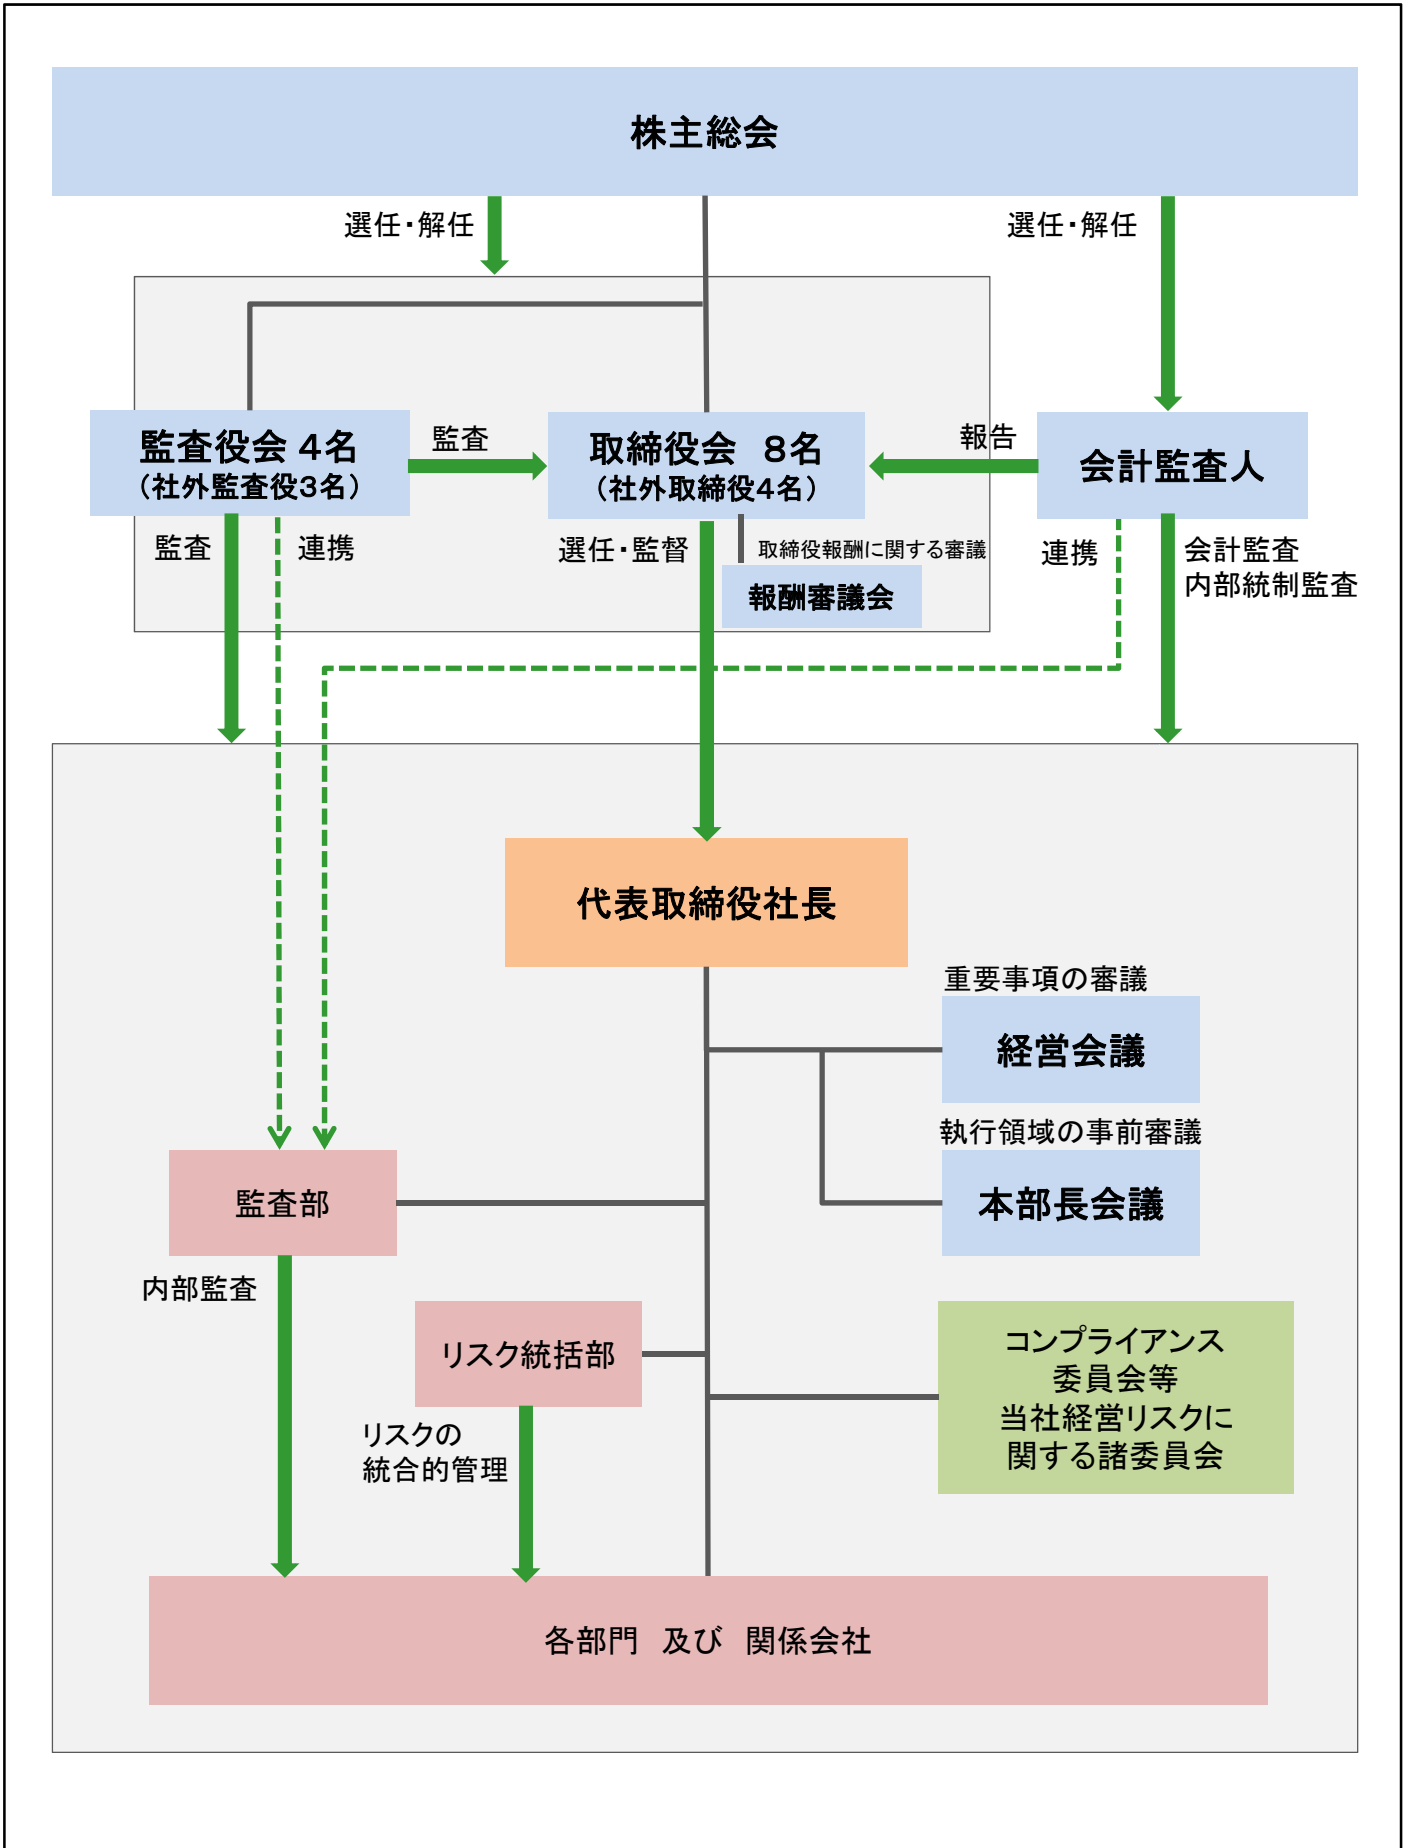 株主総会
選任・解任
選任・解任
監査役会 4名
（社外監査役3名）
監査
取締役会　8名
（社外取締役4名）
報告
会計監査人
監査
連携
選任・監督
取締役報酬に関する審議
報酬審議会
連携
会計監査
内部統制監査
代表取締役社長
重要事項の審議
経営会議
執行領域の事前審議
本部長会議
監査部
内部監査
リスク統括部
リスクの
統合的管理
コンプライアンス
委員会等
当社経営リスクに
関する諸委員会
各部門　及び　関係会社